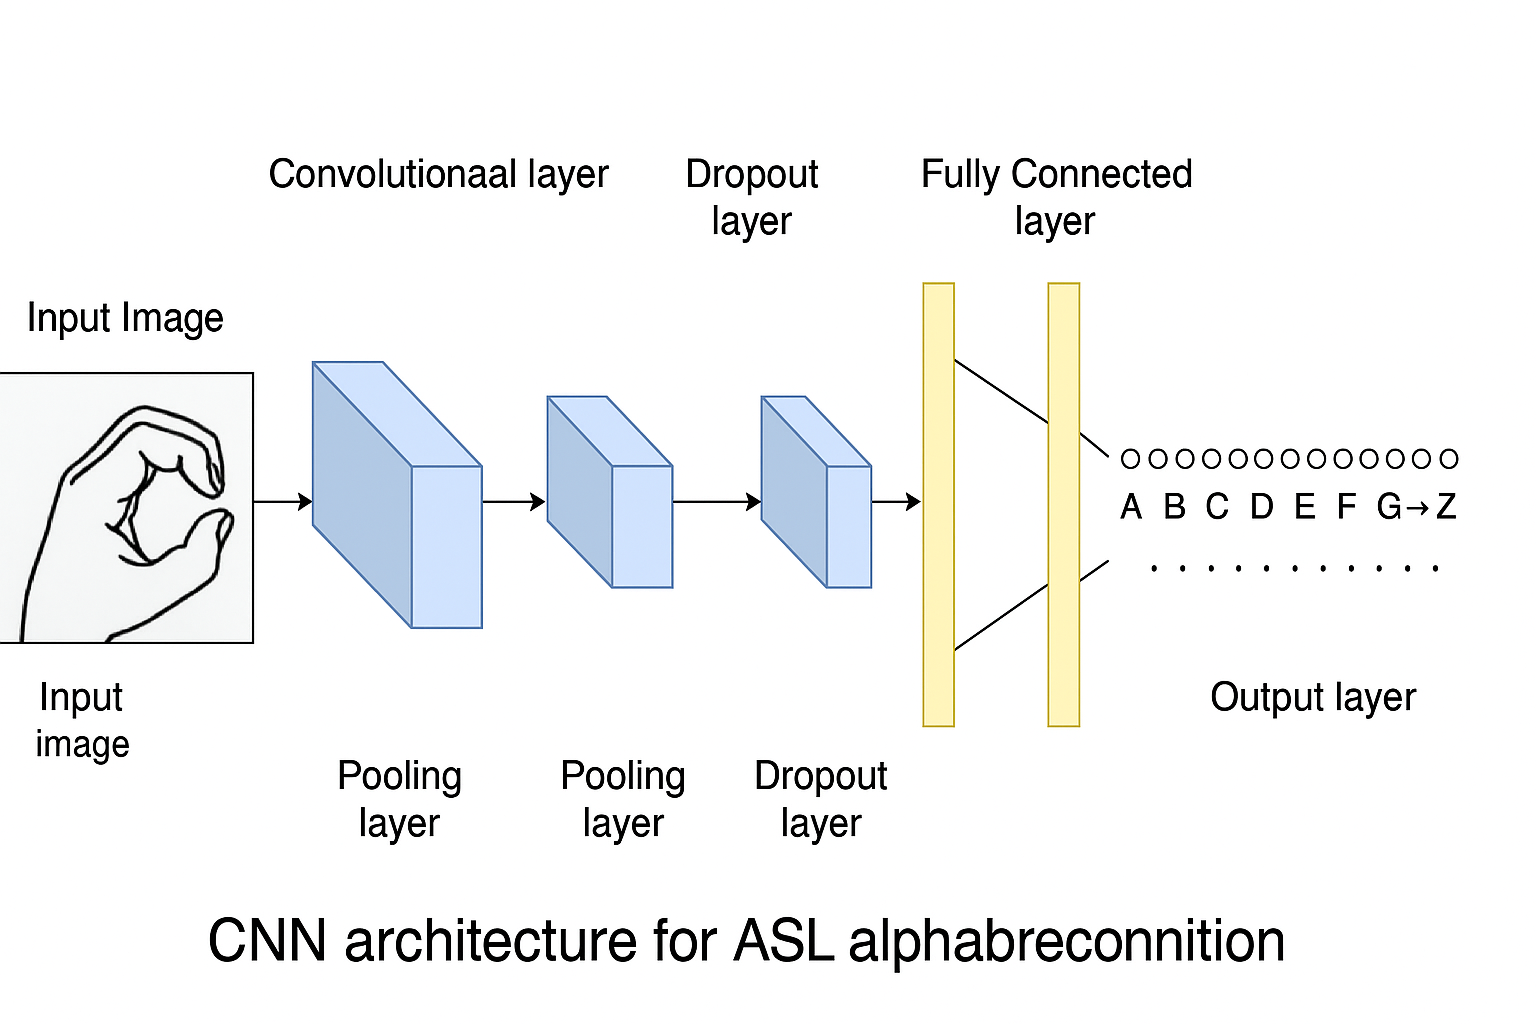 Convolutionaal layer
Dropout
layer
Fully Connected
layer
Input Image
A B C D E F G→Z
Input
image
Output layer
Pooling
layer
Pooling
layer
Dropout
layer
CNN architecture for ASL alphabreconnition